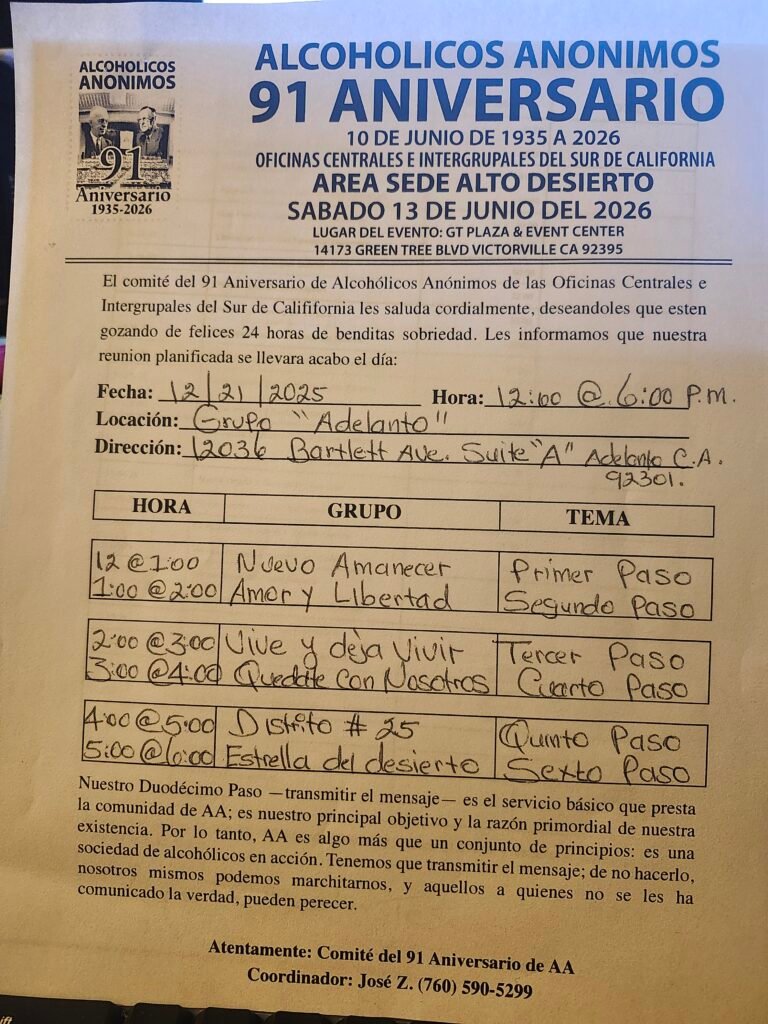 ALCOHOLICOS
ANONIMOS
91
Aniversario
1935-2026
ALCOHOLICOS ANONIMOS
91 ANIVERSARIO
10 DE JUNIO DE 1935 A 2026
OFICINAS CENTRALES E INTERGRUPALES DEL SUR DE CALIFORNIA
AREA SEDE ALTO DESIERTO
SABADO 13 DE JUNIO DEL 2026
LUGAR DEL EVENTO: GT PLAZA & EVENT CENTER
14173 GREEN TREE BLVD VICTORVILLE CA 92395
El comité del 91 Aniversario de Alcohólicos Anónimos de las Oficinas Centrales e
Intergrupales del Sur de Calififornia les saluda cordialmente, deseandoles que esten
gozando de felices 24 horas de benditas sobriedad. Les informamos que nuestra
reunion planificada se llevara acabo el día:
Fecha: 12/21/2025 Hora: 12:00 @ 6:00 P.M.
Locación: Grupo "Adelanto"
Dirección: 12036 Bartlett Ave. Suite "A" Adelanto C.A.
92301.
HORA GRUPO TEMA
12 @ 1:00 Nuevo Amanecer Primer Paso
1:00 @ 2:00 Amor y Libertad Segundo Paso
2:00 @ 3:00 Vive y deja Vivir Tercer Paso
3:00 @ 4:00 Quedate con Nosotros Cuarto Paso
4:00 @ 5:00 Distrito # 25 Quinto Paso
5:00 @ 6:00 Estrella del desierto Sexto Paso
Nuestro Duodécimo Paso —transmitir el mensaje— es el servicio básico que presta
la comunidad de AA; es nuestro principal objetivo y la razón primordial de nuestra
existencia. Por lo tanto, AA es algo más que un conjunto de principios: es una
sociedad de alcohólicos en acción. Tenemos que transmitir el mensaje; de no hacerlo,
nosotros mismos podemos marchitarnos, y aquellos a quienes no se les ha
comunicado la verdad, pueden perecer.
Atentamente: Comité del 91 Aniversario de AA
Coordinador: José Z. (760) 590-5299